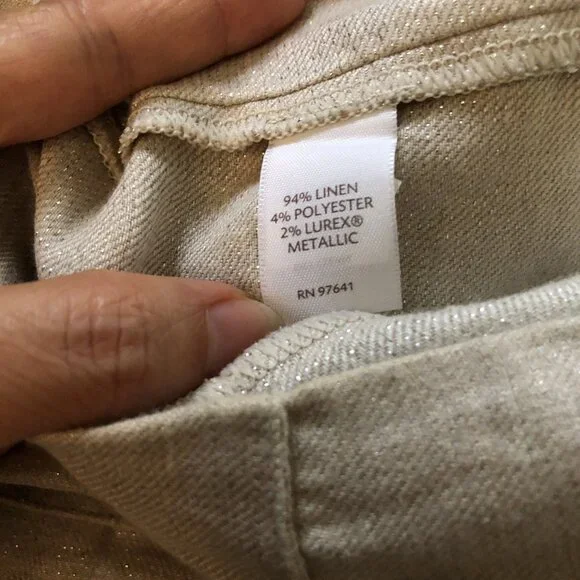 94% LINEN
4% POLYESTER
2% LUREX®
METALLIC
RN 97641